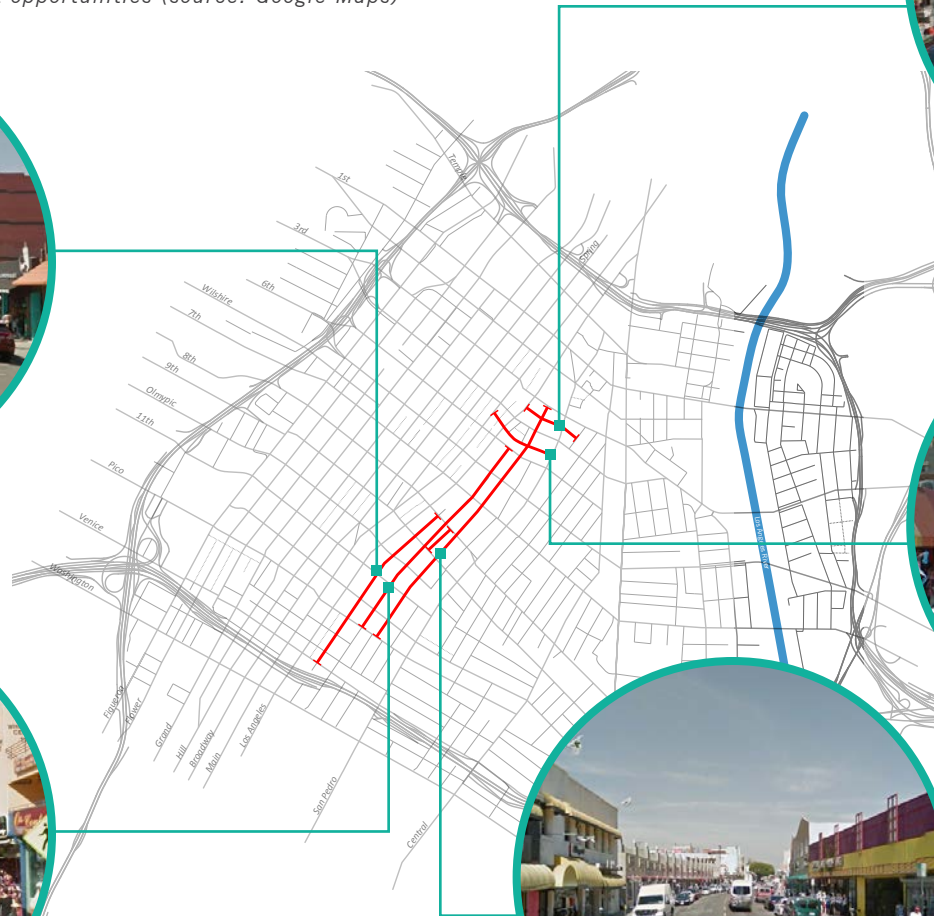 opportunities (source: Google Maps)
Temple
1st
3rd
Spring
6th
Wilshire
7th
8th
9th
Olmypic
11th
Pico
Venice
Los Angeles River
Washington
Figueroa
Flower
Grand
Hill
Broadway
Main
Los Angeles
San Pedro
Central